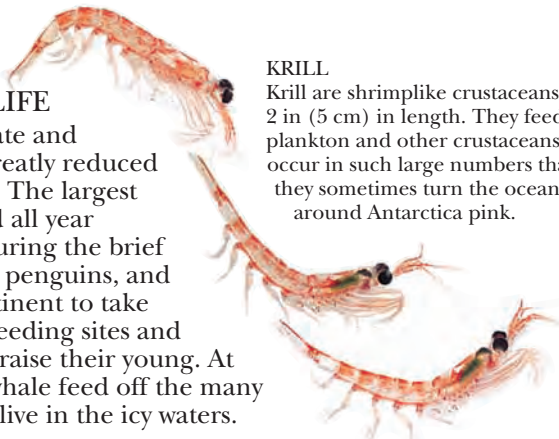 LIFE
ate and
reatly reduced
. The largest
d all year
uring the brief
penguins, and
tinent to take
eeding sites and
raise their young. At
whale feed off the many
live in the icy waters.
KRILL
Krill are shrimplike crustaceans
2 in (5 cm) in length. They feed
plankton and other crustaceans
occur in such large numbers tha
they sometimes turn the ocean
around Antarctica pink.